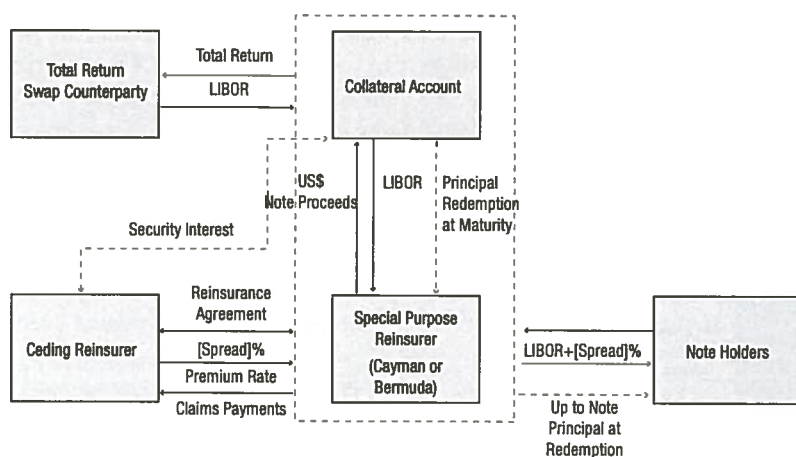 Total Return
Swap Counterparty
Total Return
LIBOR
Collateral Account
US$
Note Proceeds
LIBOR
Principal
Redemption
at Maturity
Security Interest
Ceding Reinsurer
Reinsurance
Agreement
[Spread]%
Premium Rate
Claims Payments
Special Purpose
Reinsurer
(Cayman or
Bermuda)
LIBOR+[Spread]%
Note Holders
Up to Note
Principal at
Redemption